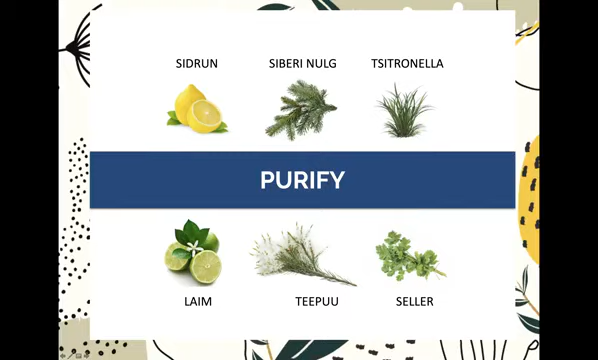 SIDRUN
SIBERI NULG
TSITRONELLA
PURIFY
LAIM
TEEPUU
SELLER